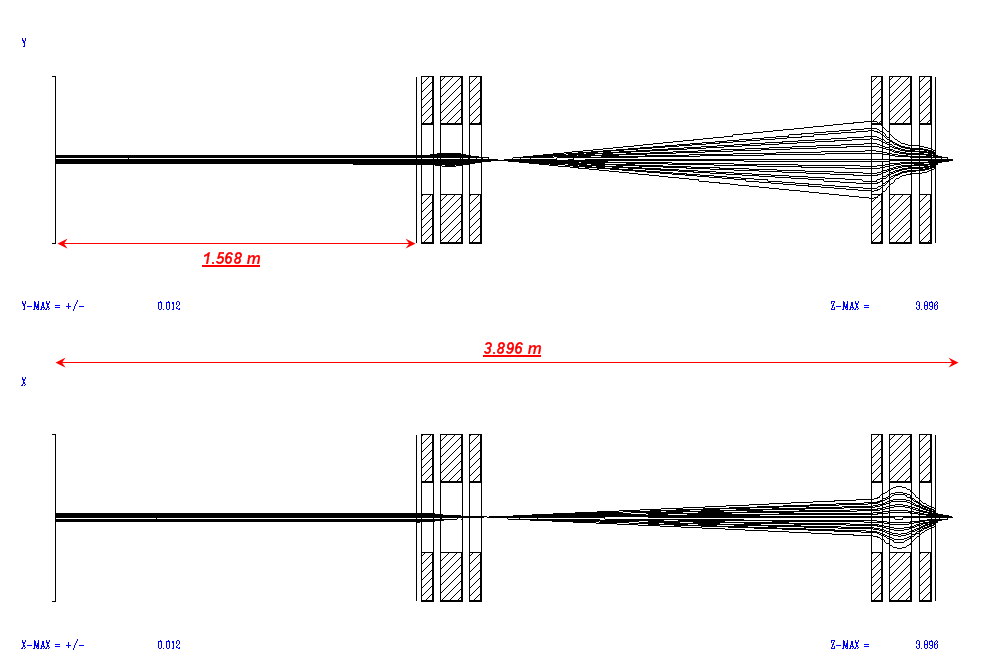 Y
1.568 m
Y-MAX = +/- 0.012 Z-MAX = 3.896
3.896 m
X
X-MAX = +/- 0.012 Z-MAX = 3.896